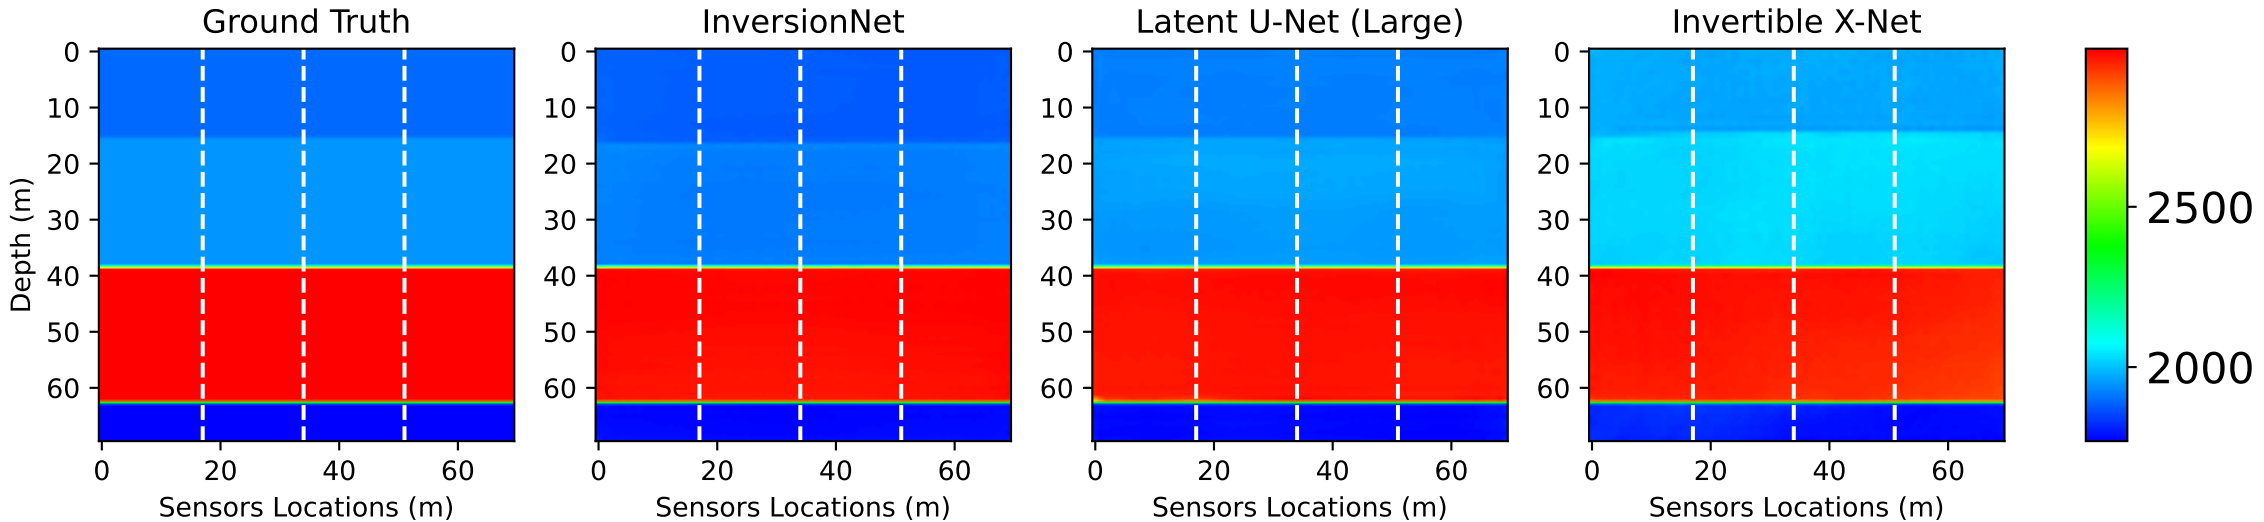 Ground Truth InversionNet Latent U-Net (Large) Invertible X-Net
0 0 0 0
10 10 10 10
20 20 20 20
2500
30 30 30 30
Depth (m)
40 40 40 40
50 50 50 50
2000
60 60 60 60
0 20 40 60 0 20 40 60 0 20 40 60 0 20 40 60
Sensors Locations (m) Sensors Locations (m) Sensors Locations (m) Sensors Locations (m)